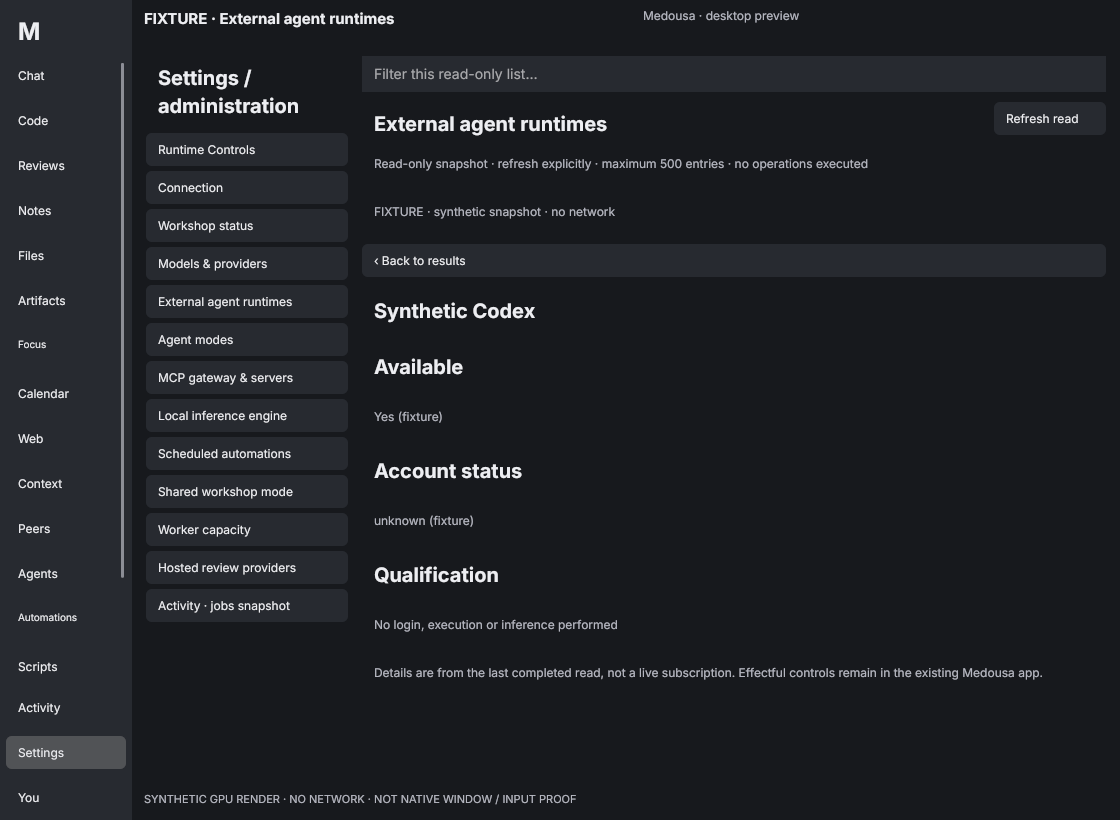 M
Chat
Code
Reviews
Notes
Files
Artifacts
Focus
Calendar
Web
Context
Peers
Agents
Automations
Scripts
Activity
Settings
You
FIXTURE · External agent runtimes
Medousa · desktop preview
Settings /
administration
Runtime Controls
Connection
Workshop status
Models & providers
External agent runtimes
Agent modes
MCP gateway & servers
Local inference engine
Scheduled automations
Shared workshop mode
Worker capacity
Hosted review providers
Activity · jobs snapshot
Filter this read-only list...
External agent runtimes
Refresh read
Read-only snapshot · refresh explicitly · maximum 500 entries · no operations executed
FIXTURE · synthetic snapshot · no network
‹ Back to results
Synthetic Codex
Available
Yes (fixture)
Account status
unknown (fixture)
Qualification
No login, execution or inference performed
Details are from the last completed read, not a live subscription. Effectful controls remain in the existing Medousa app.
SYNTHETIC GPU RENDER · NO NETWORK · NOT NATIVE WINDOW / INPUT PROOF